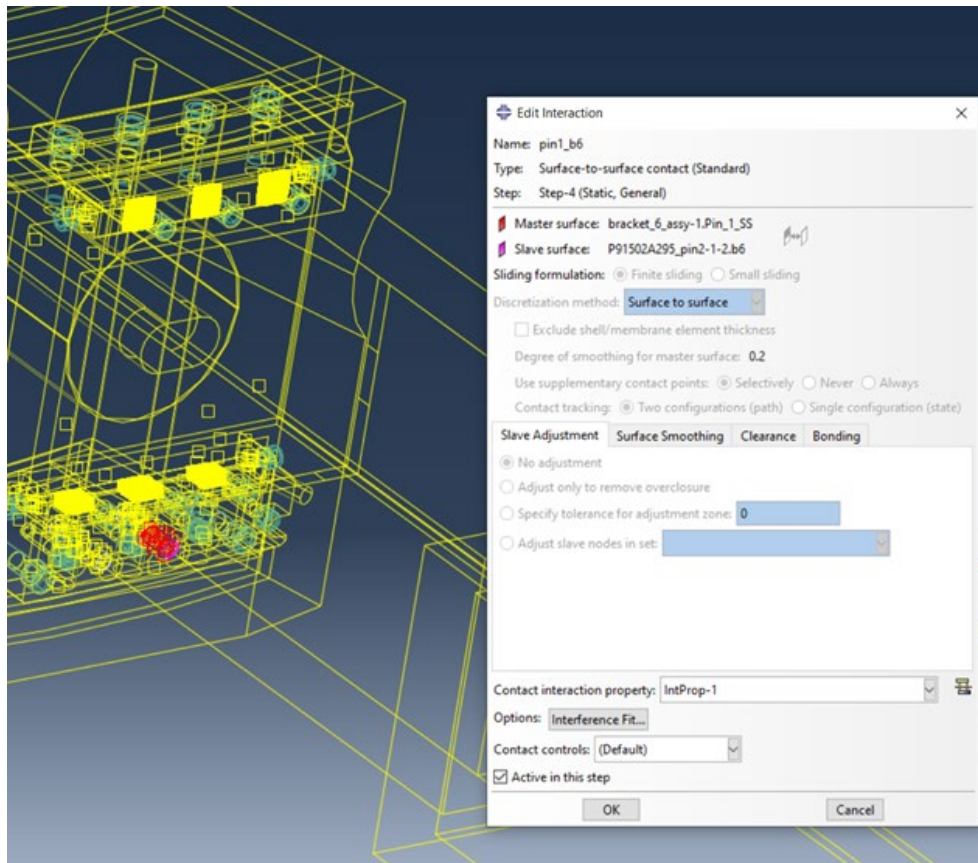 Edit Interaction
Name: pin1_b6
Type: Surface-to-surface contact (Standard)
Step: Step-4 (Static, General)
Master surface: bracket_6_assy-1.Pin_1_SS
Slave surface: P91502A295_pin2-1-2.b6
Sliding formulation: Finite sliding Small sliding
Discretization method: Surface to surface
Exclude shell/membrane element thickness
Degree of smoothing for master surface: 0.2
Use supplementary contact points: Selectively Never Always
Contact tracking: Two configurations (path) Single configuration (state)
Slave Adjustment Surface Smoothing Clearance Bonding
No adjustment
Adjust only to remove overclosure
Specify tolerance for adjustment zone: 0
Adjust slave nodes in set:
Contact interaction property: IntProp-1
Options: Interference Fit...
Contact controls: (Default)
Active in this step
OK Cancel